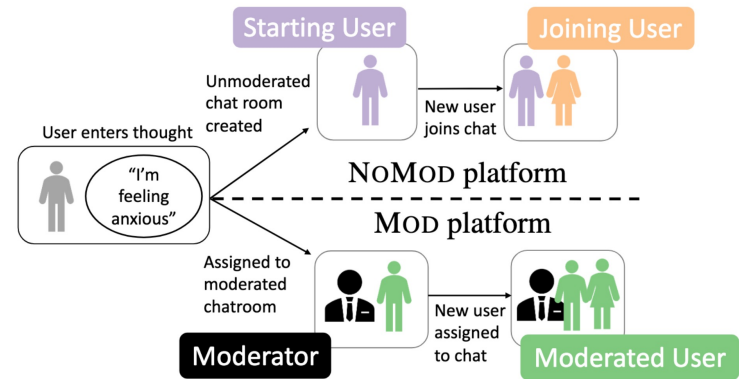 Starting User
Joining User
Unmoderated
chat room
created
New user
joins chat
User enters thought
“I’m
feeling
anxious”
NOMOD platform
MOD platform
Assigned to
moderated
chatroom
New user
assigned
to chat
Moderator
Moderated User